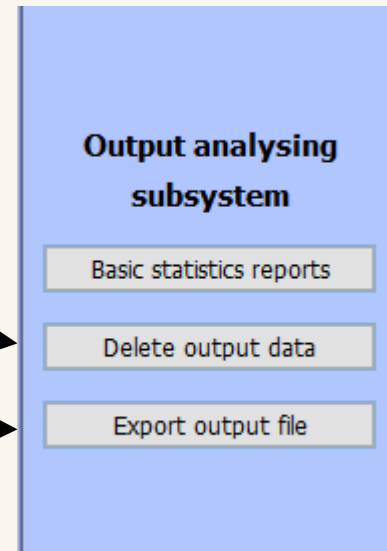 Output analysing
subsystem
Basic statistics reports
Delete output data
Export output file